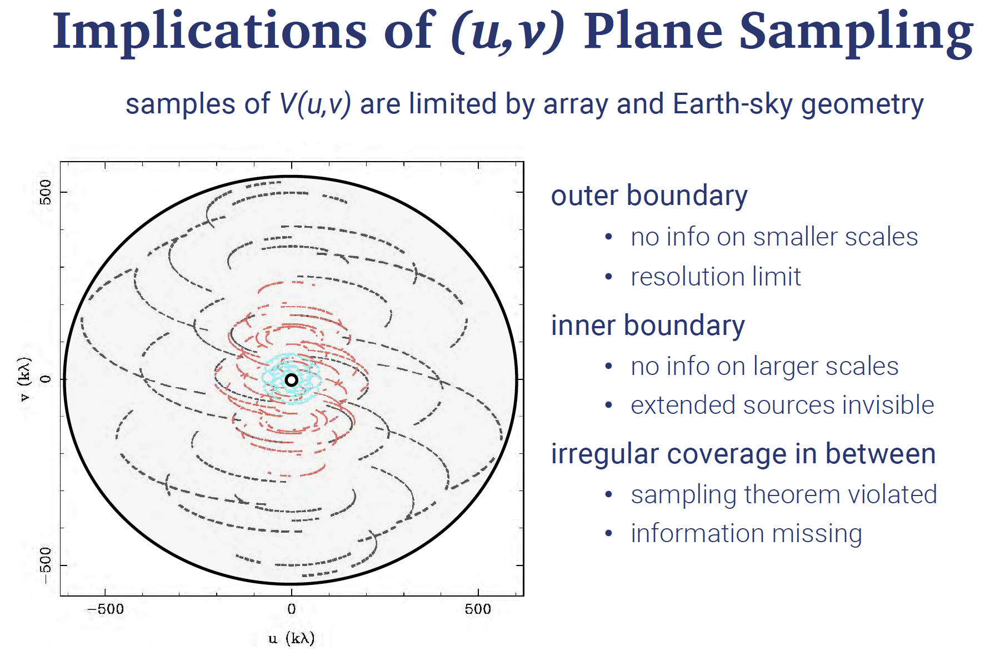 Implications of (u,v) Plane Sampling
samples of V(u,v) are limited by array and Earth-sky geometry
500
0
−500
v (kλ)
−500
0
500
u (kλ)
outer boundary
• no info on smaller scales
• resolution limit
inner boundary
• no info on larger scales
• extended sources invisible
irregular coverage in between
• sampling theorem violated
• information missing